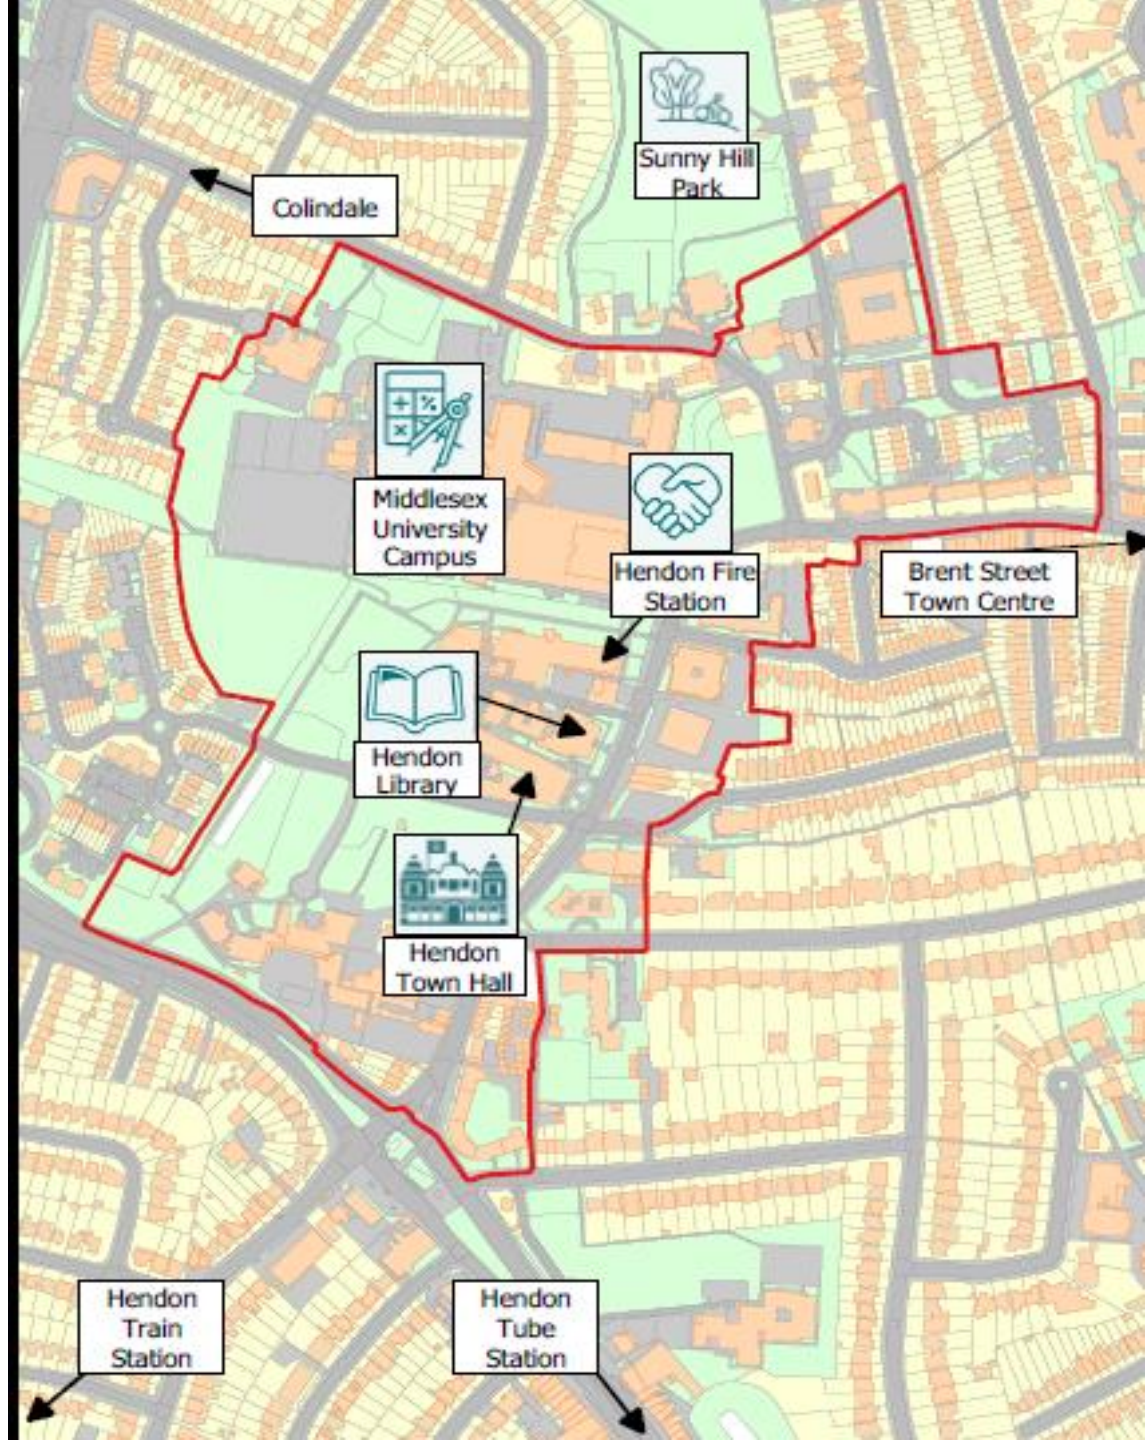 Sunny Hill
Park
Colindale
Middlesex
University
Campus
Hendon Fire
Station
Brent Street
Town Centre
Hendon
Library
Hendon
Town Hall
Hendon
Train
Station
Hendon
Tube
Station